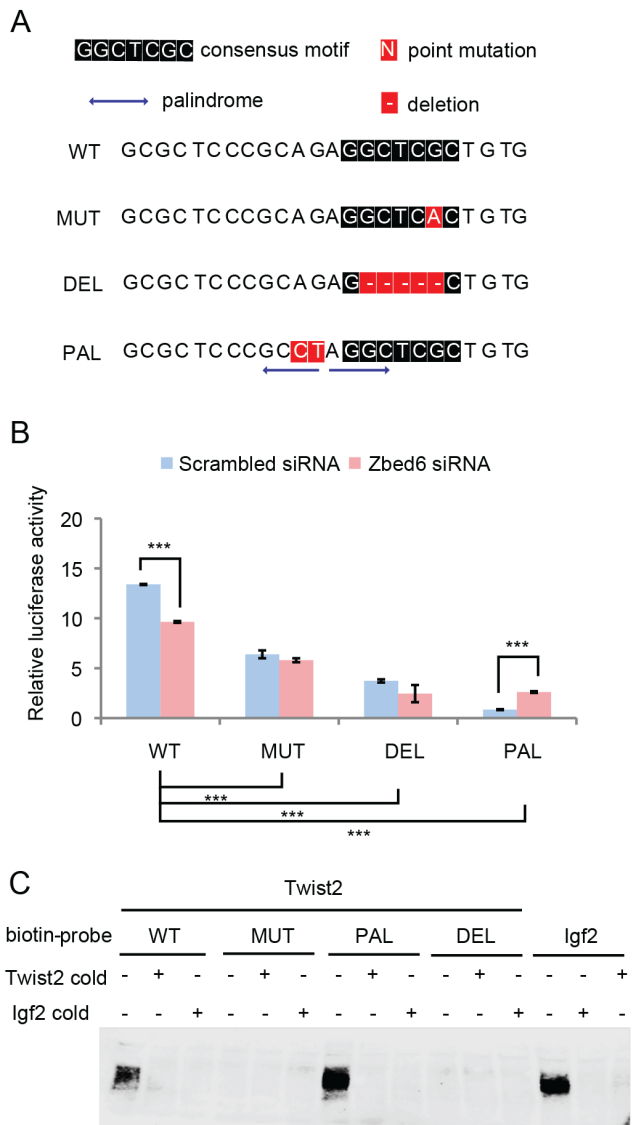 A
GGCTCGC consensus motif N point mutation
palindrome - deletion
WT GCGCTCCCGCAGAGGCTCGCTGTG
MUT GCGCTCCCGCAGAGGCTCACTGTG
DEL GCGCTCCCGCAGAG-----CTGTG
PAL GCGCTCCCGCCTAGGCTCGCTGTG
B
Scrambled siRNA Zbed6 siRNA
Relative luciferase activity
20
15
10
5
0
***
***
WT MUT DEL PAL
***
***
***
C
Twist2
biotin-probe WT MUT PAL DEL Igf2
Twist2 cold - + - - + - - + - - + - - - +
Igf2 cold - - + - - + - - + - - + - + -